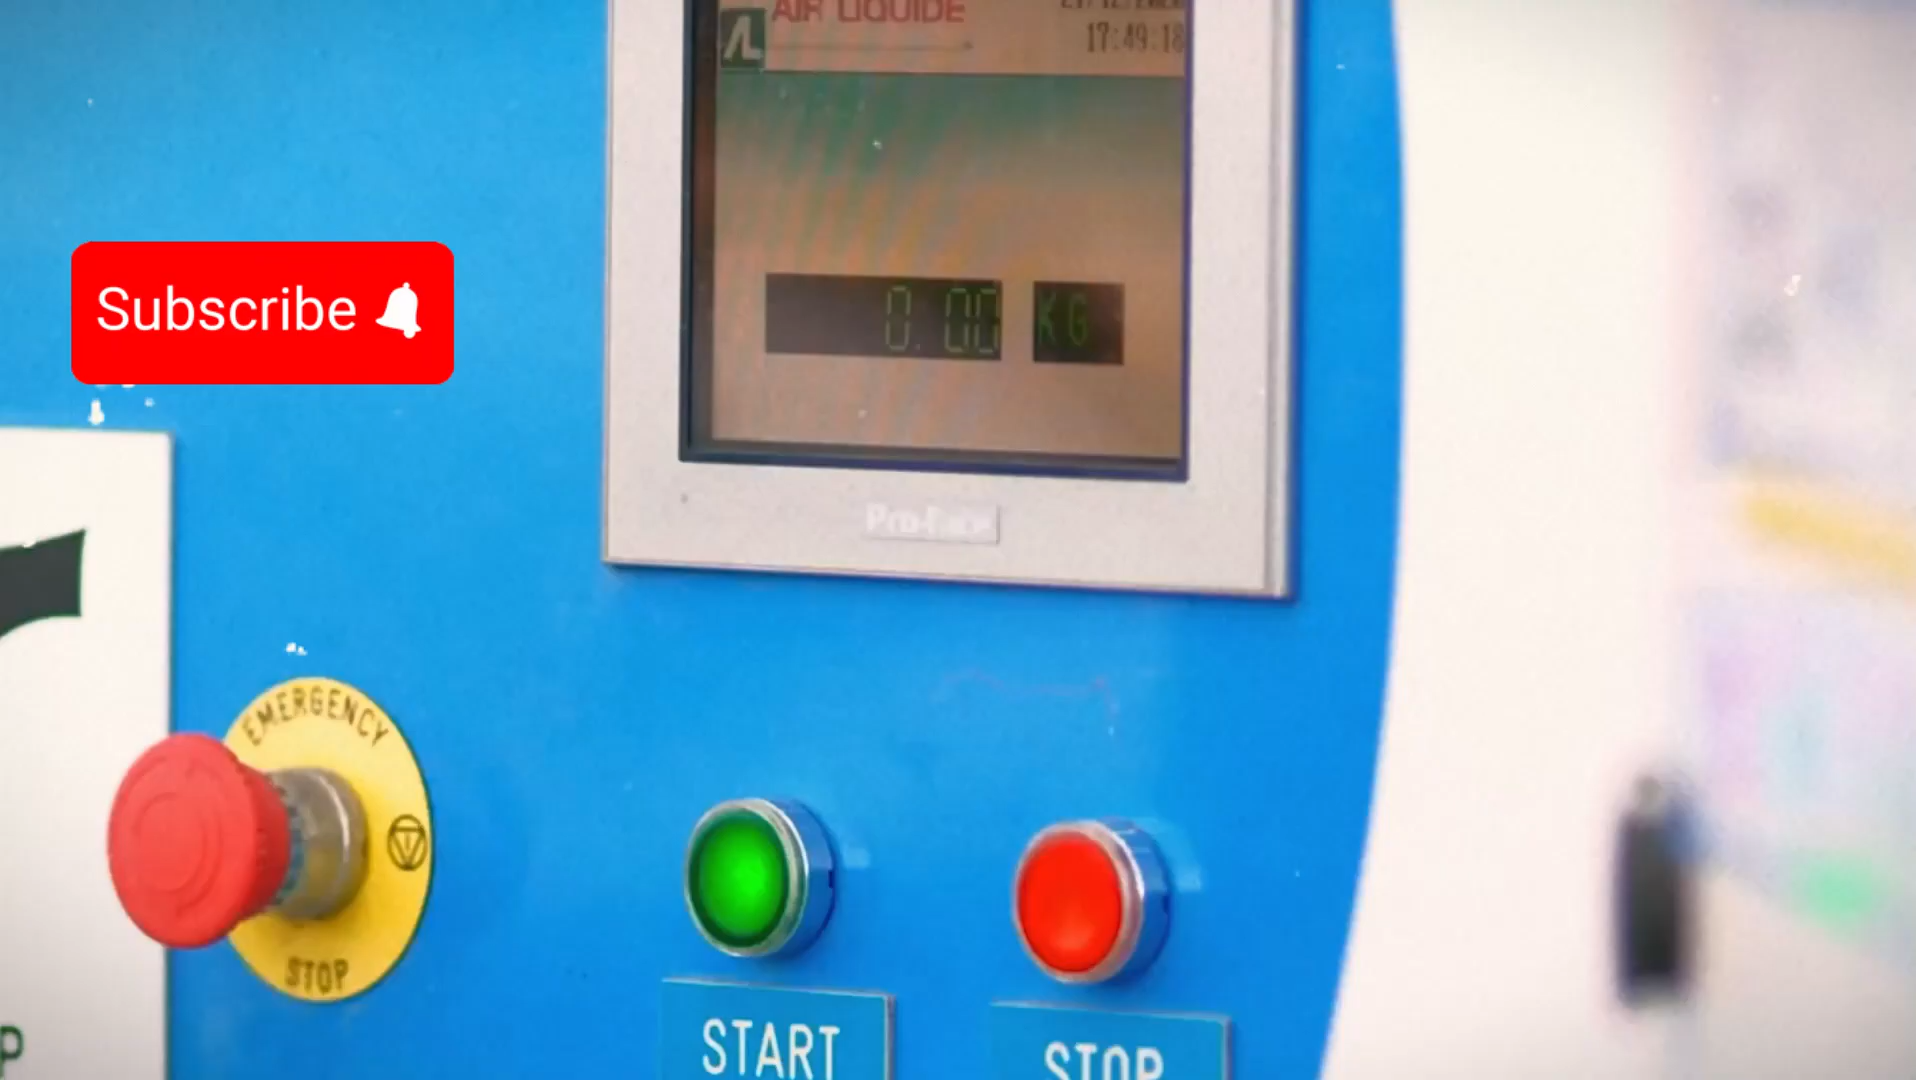 AIR LIQUIDE
17:49:18
Subscribe
0.00 KG
Pro-face
EMERGENCY
STOP
START
STOP
P